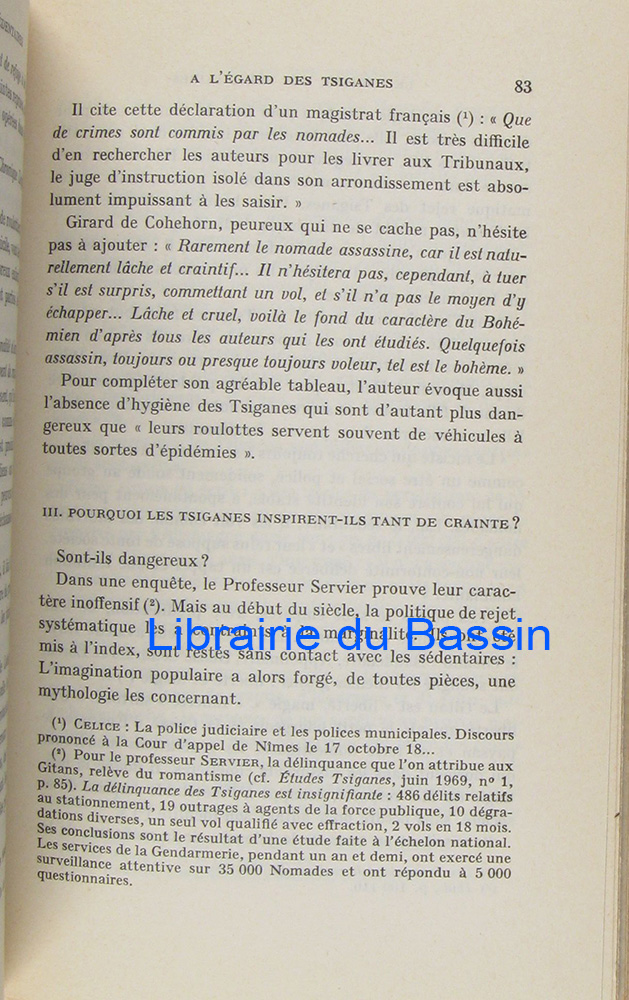 A L'ÉGARD DES TSIGANES
83
Il cite cette déclaration d'un magistrat français (¹) : « Que
de crimes sont commis par les nomades... Il est très difficile
d'en rechercher les auteurs pour les livrer aux Tribunaux,
le juge d'instruction isolé dans son arrondissement est abso-
lument impuissant à les saisir. »
Girard de Cohehorn, peureux qui ne se cache pas, n'hésite
pas à ajouter : « Rarement le nomade assassine, car il est natu-
rellement lâche et craintif... Il n'hésitera pas, cependant, à tuer
s'il est surpris, commettant un vol, et s'il n'a pas le moyen d'y
échapper... Lâche et cruel, voilà le fond du caractère du Bohé-
mien d'après tous les auteurs qui les ont étudiés. Quelquefois
assassin, toujours ou presque toujours voleur, tel est le bohème. »
Pour compléter son agréable tableau, l'auteur évoque aussi
l'absence d'hygiène des Tsiganes qui sont d'autant plus dan-
gereux que « leurs roulottes servent souvent de véhicules à
toutes sortes d'épidémies ».
III. POURQUOI LES TSIGANES INSPIRENT-ILS TANT DE CRAINTE ?
Sont-ils dangereux ?
Dans une enquête, le Professeur Servier prouve leur carac-
tère inoffensif (²). Mais au début du siècle, la politique de rejet
systématique les a contraints à la marginalité. Ils ont été
Librairie du Bassin
mis à l'index, sont restés sans contact avec les sédentaires :
L'imagination populaire a alors forgé, de toutes pièces, une
mythologie les concernant.
(¹) CELICE : La police judiciaire et les polices municipales. Discours
prononcé à la Cour d'appel de Nîmes le 17 octobre 18...
(²) Pour le professeur SERVIER, la délinquance que l'on attribue aux
Gitans, relève du romantisme (cf. Études Tsiganes, juin 1969, nº 1,
p. 85). La délinquance des Tsiganes est insignifiante : 486 délits relatifs
au stationnement, 19 outrages à agents de la force publique, 10 dégra-
dations diverses, un seul vol qualifié avec effraction, 2 vols en 18 mois.
Ses conclusions sont le résultat d'une étude faite à l'échelon national.
Les services de la Gendarmerie, pendant un an et demi, ont exercé une
surveillance attentive sur 35 000 Nomades et ont répondu à 5 000
questionnaires.